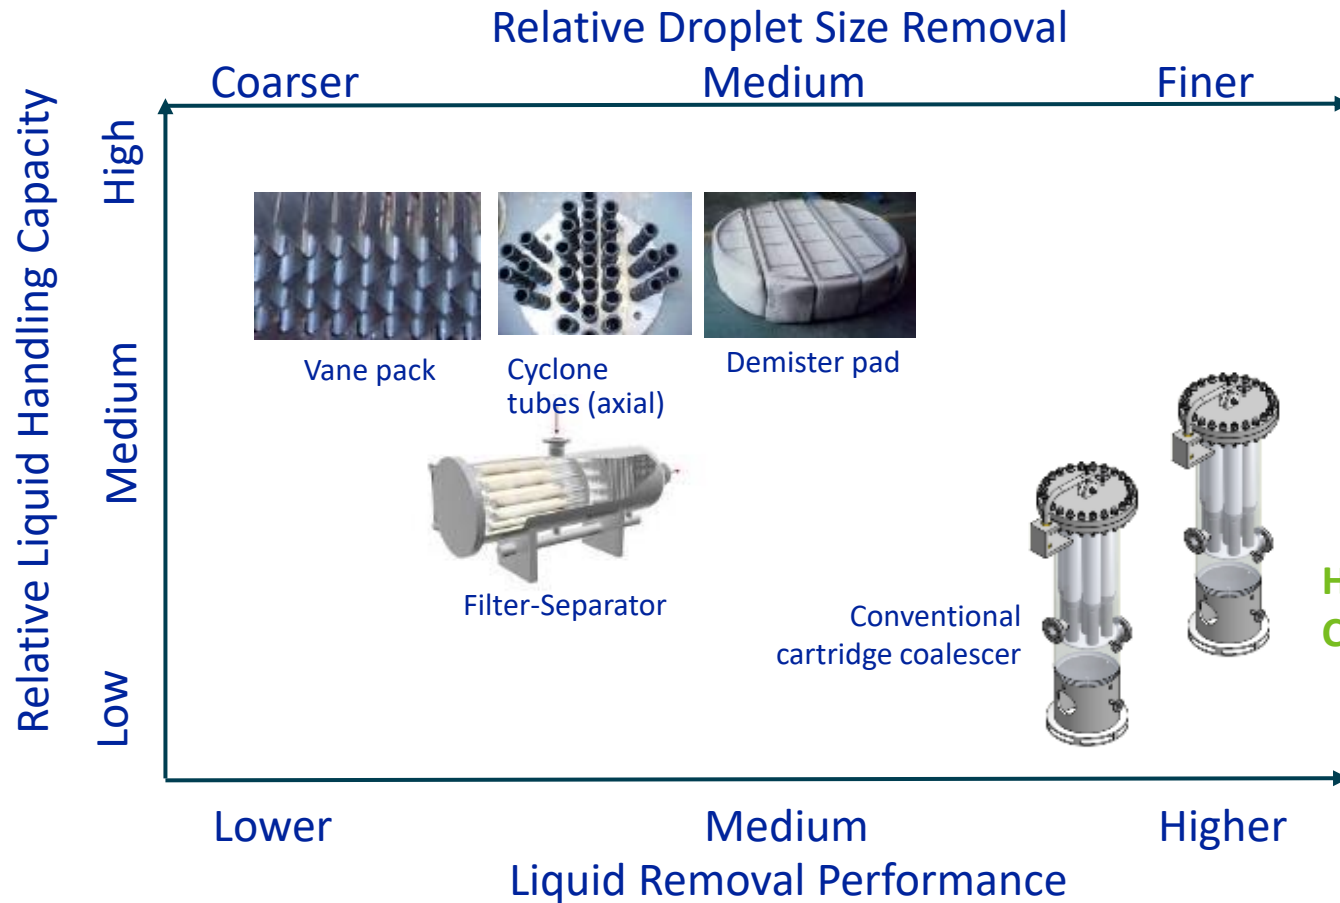 Relative Droplet Size Removal
Coarser
Medium
Finer
Relative Liquid Handling Capacity
High
Medium
Low
Vane pack
Cyclone
tubes (axial)
Demister pad
Filter-Separator
Conventional
cartridge coalescer
Lower
Medium
Higher
Liquid Removal Performance